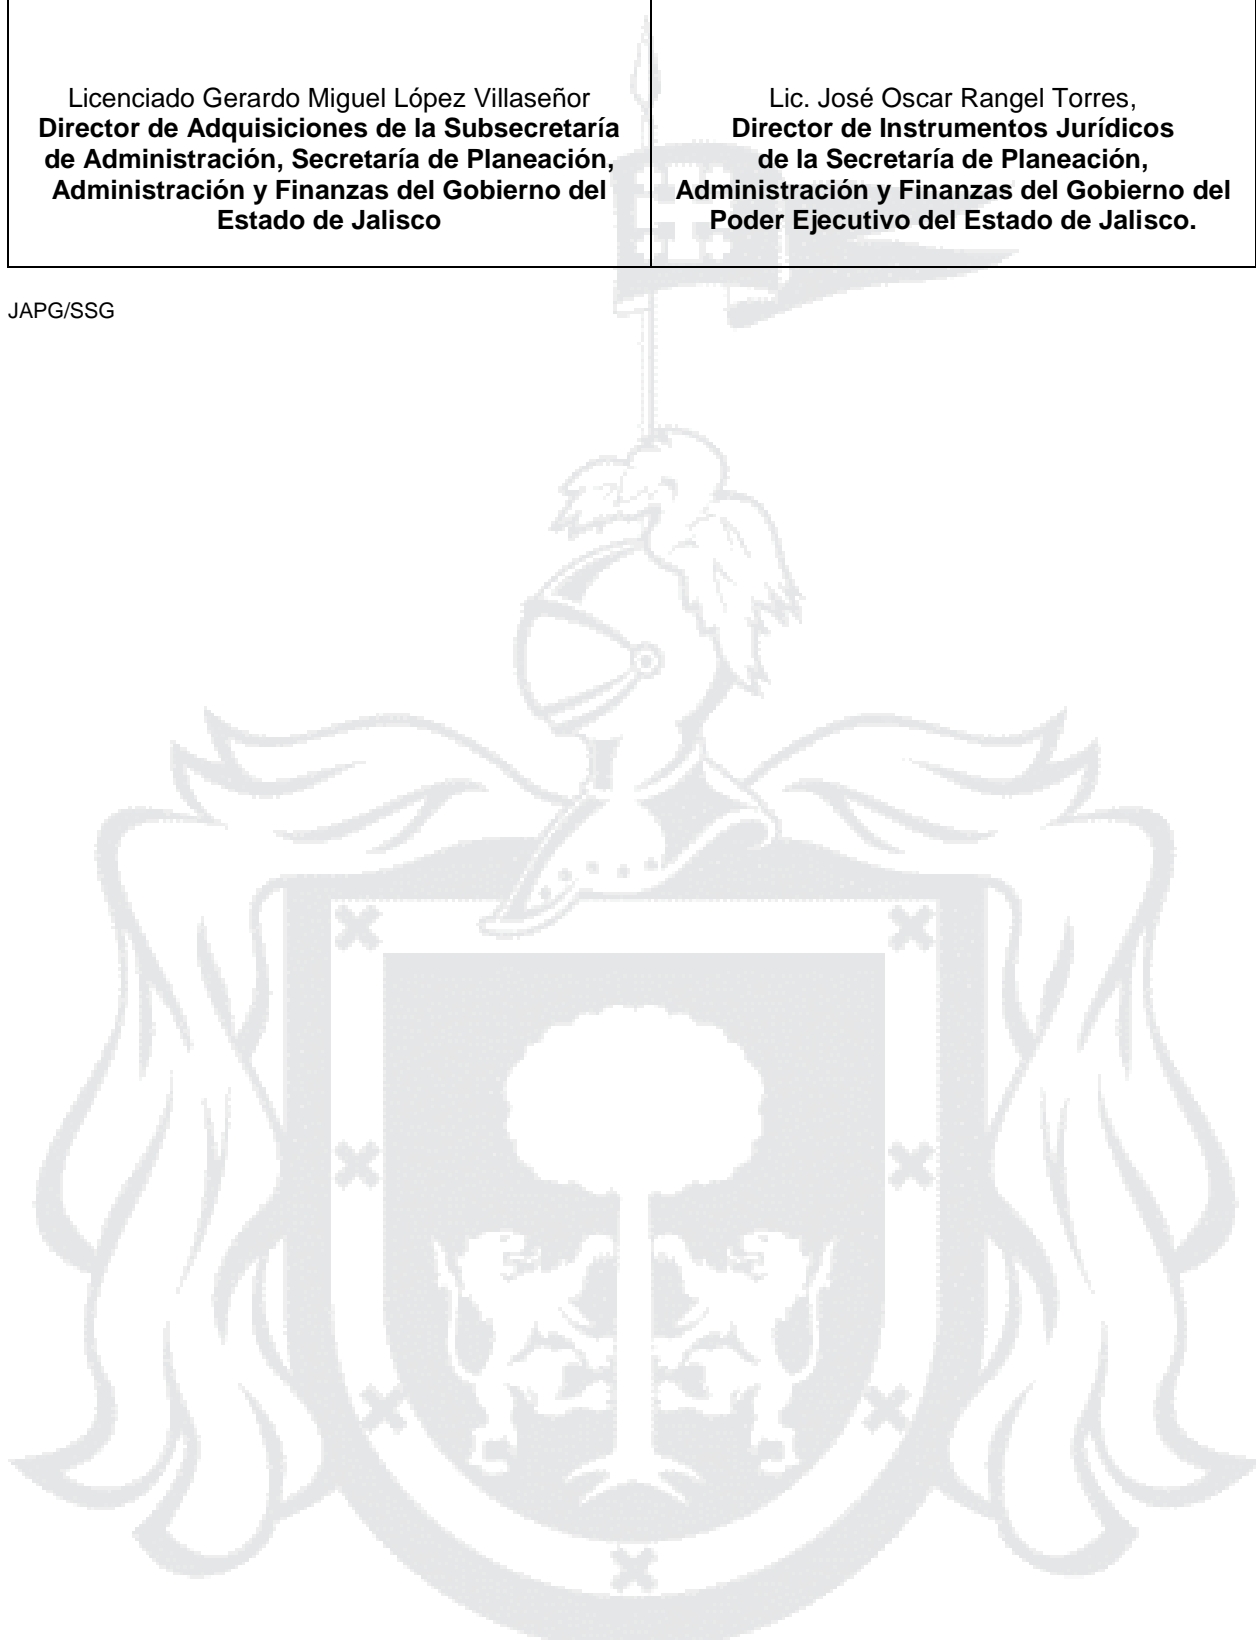 Licenciado Gerardo Miguel López Villaseñor
Director de Adquisiciones de la Subsecretaría
de Administración, Secretaría de Planeación,
Administración y Finanzas del Gobierno del
Estado de Jalisco
Lic. José Oscar Rangel Torres,
Director de Instrumentos Jurídicos
de la Secretaría de Planeación,
Administración y Finanzas del Gobierno del
Poder Ejecutivo del Estado de Jalisco.
JAPG/SSG